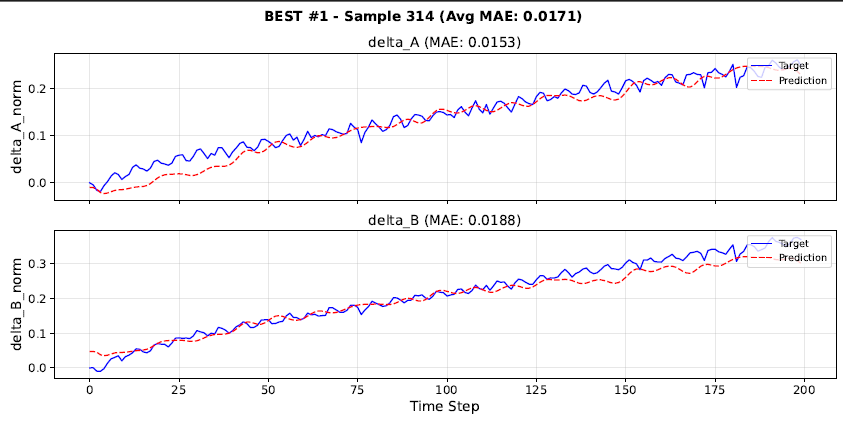 BEST #1 - Sample 314 (Avg MAE: 0.0171)
delta_A (MAE: 0.0153)
delta_A_norm
0.2
0.1
0.0
Target
Prediction
delta_B (MAE: 0.0188)
delta_B_norm
0.3
0.2
0.1
0.0
Target
Prediction
0 25 50 75 100 125 150 175 200
Time Step